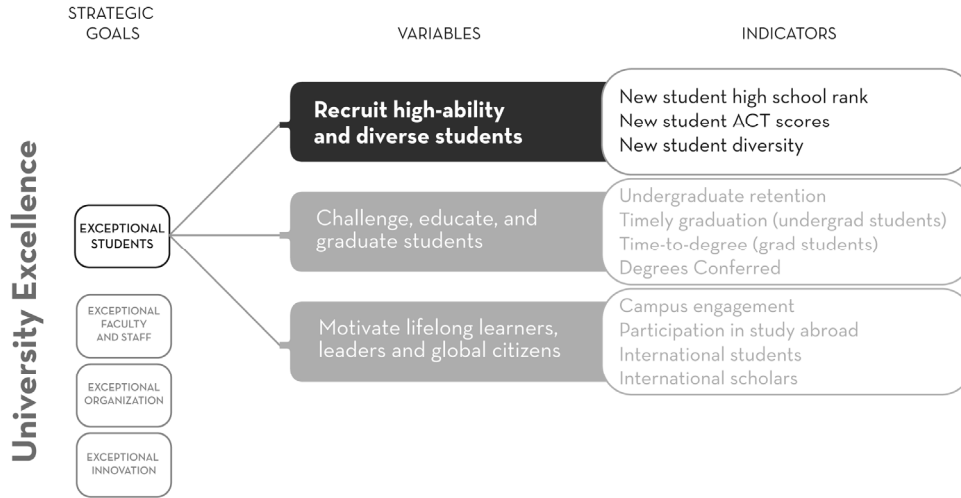 STRATEGIC
GOALS
VARIABLES
INDICATORS
University Excellence
EXCEPTIONAL
STUDENTS
EXCEPTIONAL
FACULTY
AND STAFF
EXCEPTIONAL
ORGANIZATION
EXCEPTIONAL
INNOVATION
Recruit high-ability
and diverse students
New student high school rank
New student ACT scores
New student diversity
Challenge, educate, and
graduate students
Undergraduate retention
Timely graduation (undergrad students)
Time-to-degree (grad students)
Degrees Conferred
Motivate lifelong learners,
leaders and global citizens
Campus engagement
Participation in study abroad
International students
International scholars